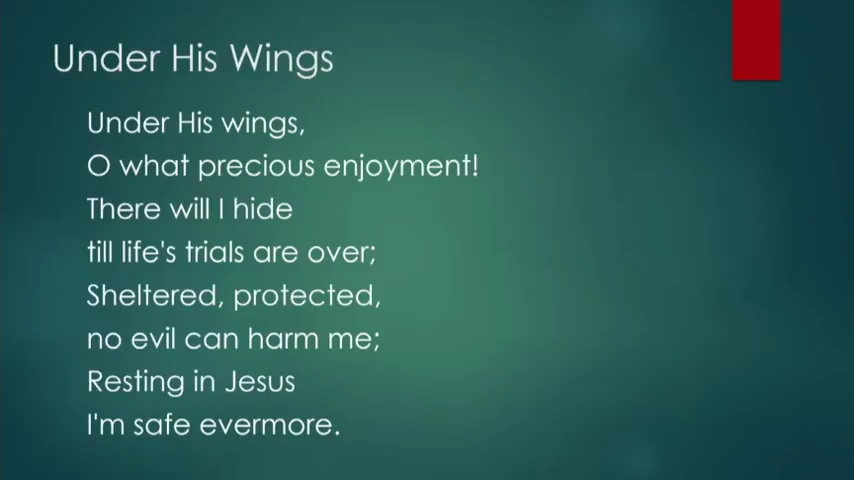 Under His Wings
Under His wings,
O what precious enjoyment!
There will I hide
till life's trials are over;
Sheltered, protected,
no evil can harm me;
Resting in Jesus
I'm safe evermore.